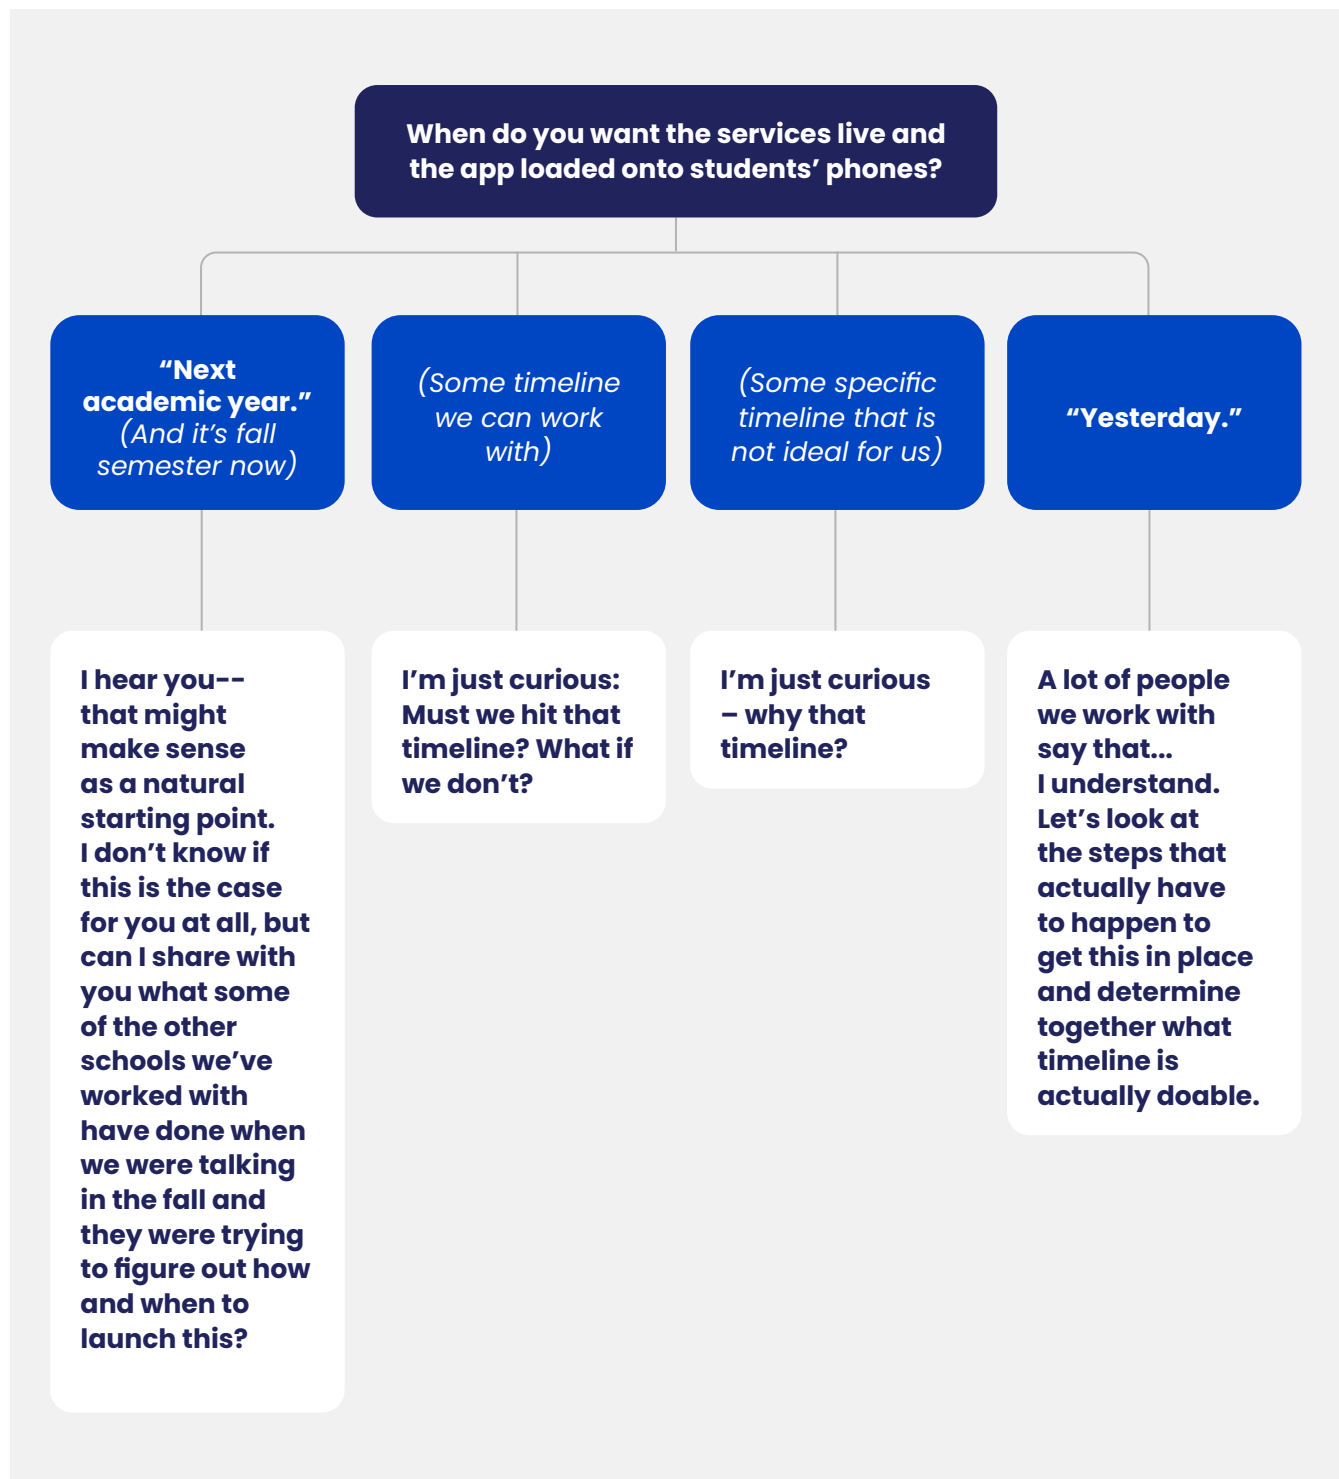 When do you want the services live and
the app loaded onto students’ phones?
“Next
academic year.”
(And it’s fall
semester now)
(Some timeline
we can work
with)
(Some specific
timeline that is
not ideal for us)
“Yesterday.”
I hear you--
that might
make sense
as a natural
starting point.
I don’t know if
this is the case
for you at all, but
can I share with
you what some
of the other
schools we’ve
worked with
have done when
we were talking
in the fall and
they were trying
to figure out how
and when to
launch this?
I’m just curious:
Must we hit that
timeline? What if
we don’t?
I’m just curious
– why that
timeline?
A lot of people
we work with
say that...
I understand.
Let’s look at
the steps that
actually have
to happen to
get this in place
and determine
together what
timeline is
actually doable.